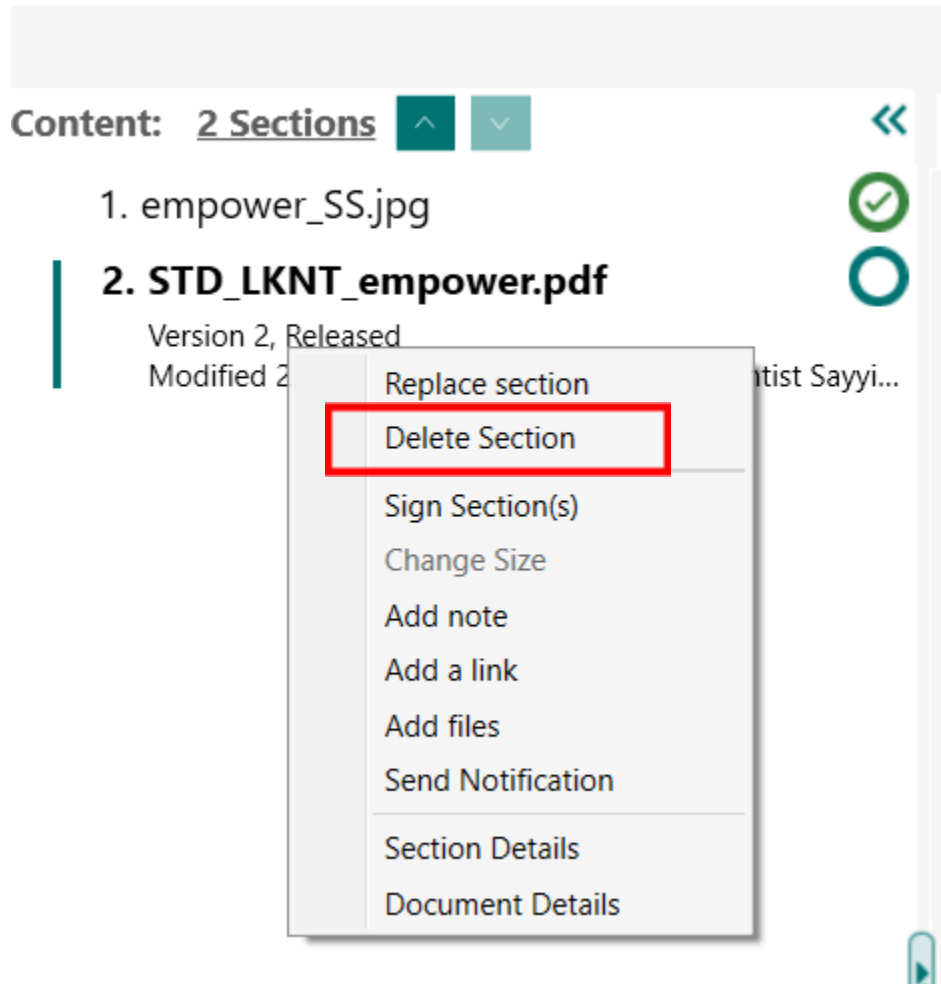 Content: 2 Sections
1. empower_SS.jpg
2. STD_LKNT_empower.pdf
Version 2, Released
Modified 2
tist Sayyi...
Replace section
Delete Section
Sign Section(s)
Change Size
Add note
Add a link
Add files
Send Notification
Section Details
Document Details